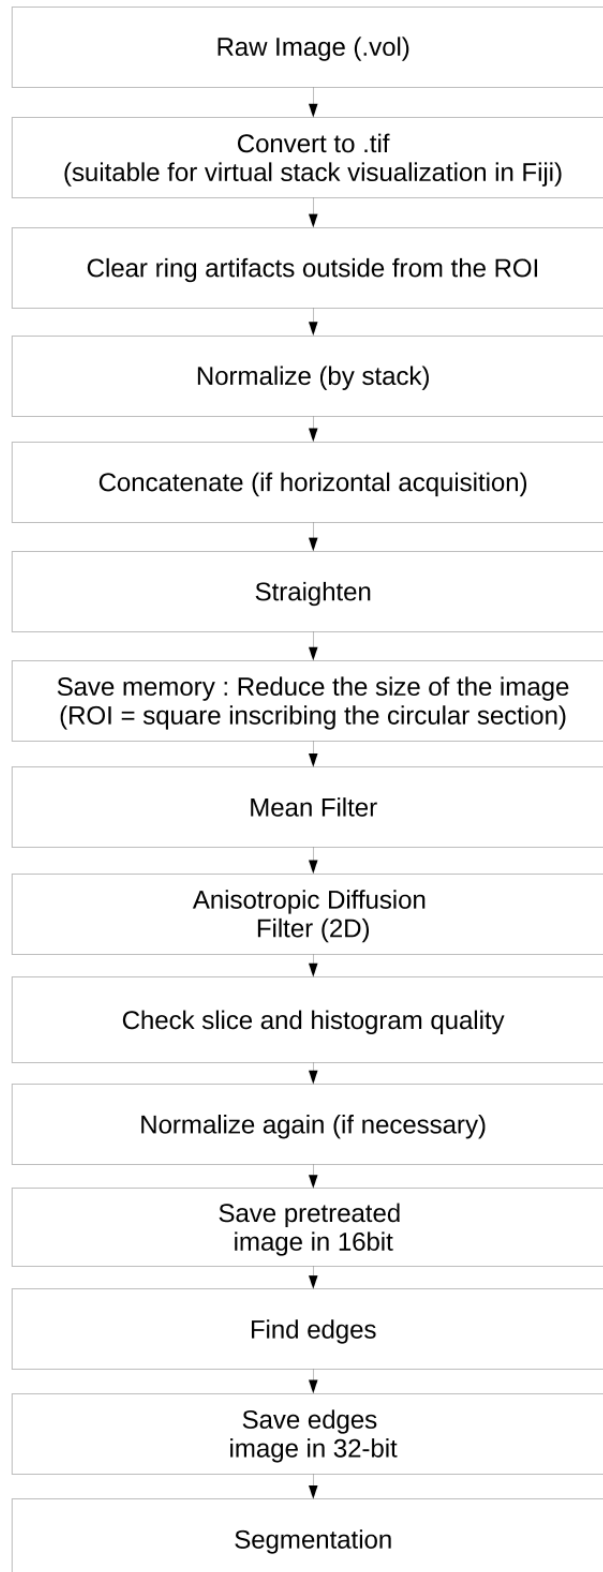 Raw Image (.vol)
Convert to .tif
(suitable for virtual stack visualization in Fiji)
Clear ring artifacts outside from the ROI
Normalize (by stack)
Concatenate (if horizontal acquisition)
Straighten
Save memory : Reduce the size of the image
(ROI = square inscribing the circular section)
Mean Filter
Anisotropic Diffusion
Filter (2D)
Check slice and histogram quality
Normalize again (if necessary)
Save pretreated
image in 16bit
Find edges
Save edges
image in 32-bit
Segmentation